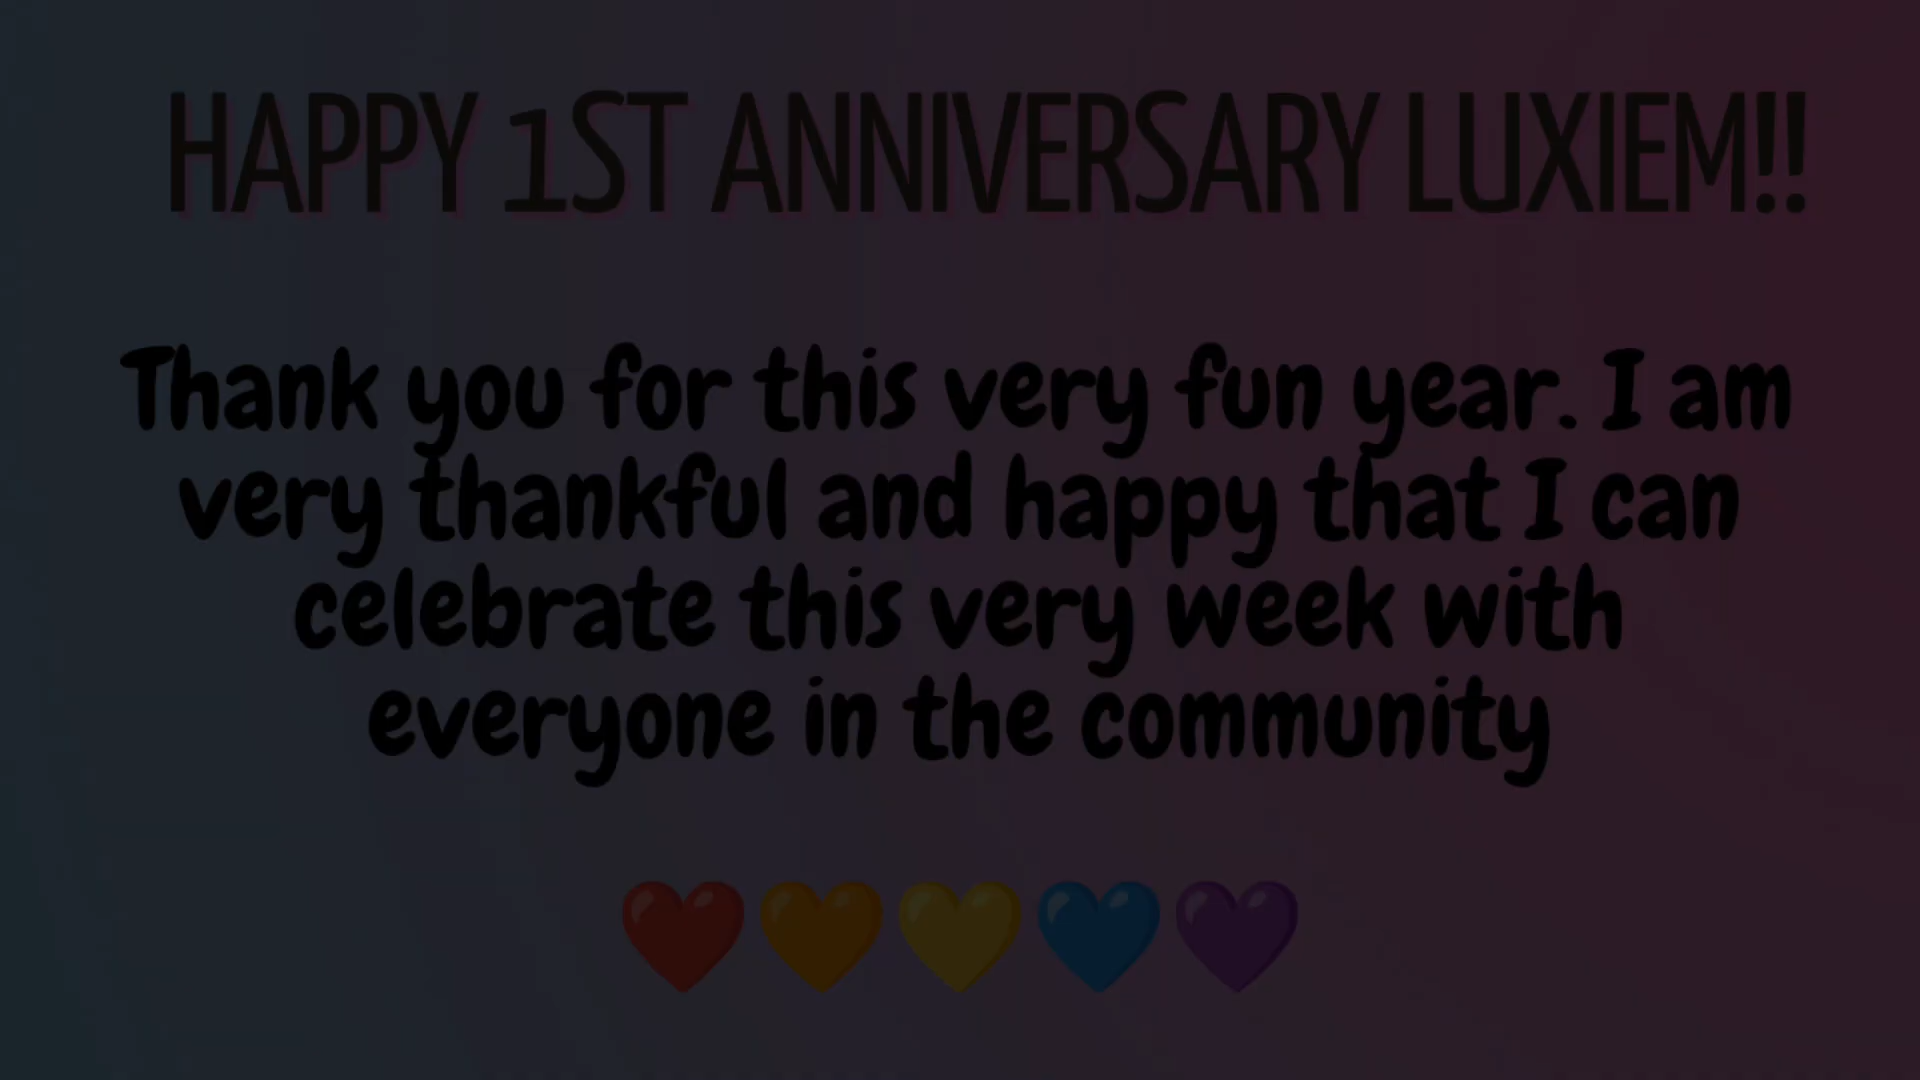 HAPPY 1ST ANNIVERSARY LUXIEM!!
Thank you for this very fun year. I am
very thankful and happy that I can
celebrate this very week with
everyone in the community
❤️🧡💛💙💜